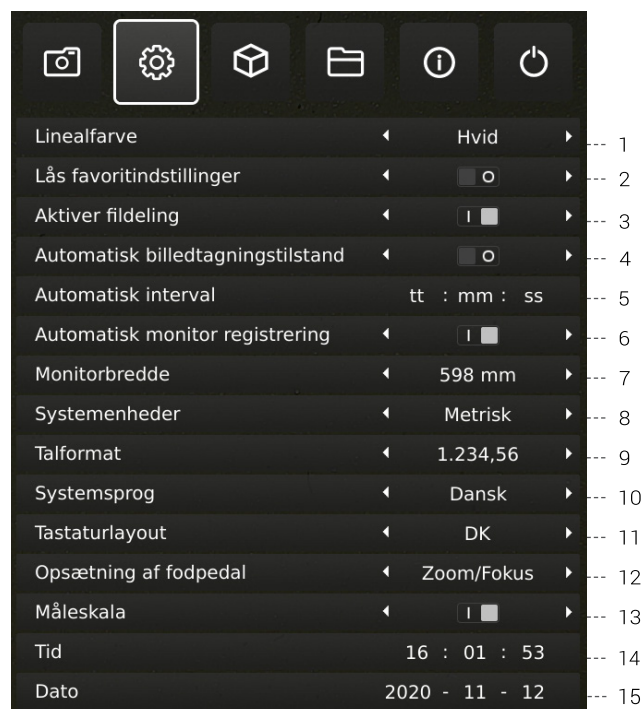 Linealfarve Hvid 1
Lås favoritindstillinger O 2
Aktiver fildeling I 3
Automatisk billedtagningstilstand O 4
Automatisk interval tt : mm : ss 5
Automatisk monitor registrering I 6
Monitorbredde 598 mm 7
Systemenheder Metrisk 8
Talformat 1.234,56 9
Systemsprog Dansk 10
Tastaturlayout DK 11
Opsætning af fodpedal Zoom/Fokus 12
Måleskala I 13
Tid 16 : 01 : 53 14
Dato 2020 - 11 - 12 15